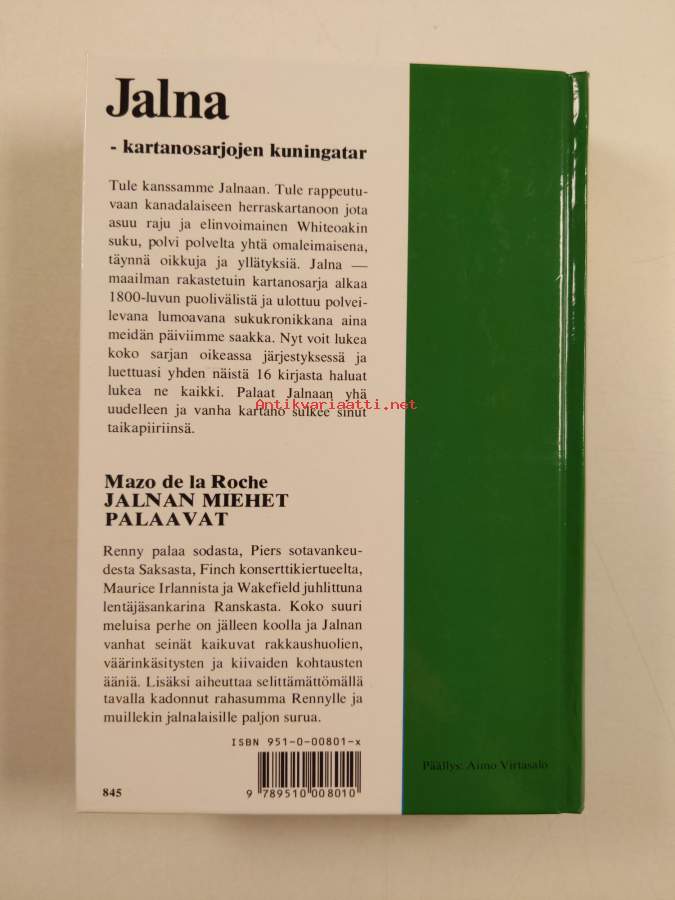 Jalna
- kartanosarjojen kuningatar
Tule kanssamme Jalnaan. Tule rappeutu-
vaan kanadalaiseen herraskartanoon jota
asuu raju ja elinvoimainen Whiteoakin
suku, polvi polvelta yhtä omaleimaisena,
täynnä oikkuja ja yllätyksiä. Jalna —
maailman rakastetuin kartanosarja alkaa
1800-luvun puolivälistä ja ulottuu polvei-
levana lumoavana sukukronikkana aina
meidän päiviimme saakka. Nyt voit lukea
koko sarjan oikeassa järjestyksessä ja
luettuasi yhden näistä 16 kirjasta haluat
lukea ne kaikki. Palaat Jalnaan yhä
Antikvariaatti.net
uudelleen ja vanha kartano sulkee sinut
taikapiiriinsä.
Mazo de la Roche
JALNAN MIEHET
PALAAVAT
Renny palaa sodasta, Piers sotavankeu-
desta Saksasta, Finch konserttikiertueelta,
Maurice Irlannista ja Wakefield juhlittuna
lentäjäsankarina Ranskasta. Koko suuri
meluisa perhe on jälleen koolla ja Jalnan
vanhat seinät kaikuvat rakkaushuolien,
väärinkäsitysten ja kiivaiden kohtausten
ääniä. Lisäksi aiheuttaa selittämättömällä
tavalla kadonnut rahasumma Rennylle ja
muillekin jalnalaisille paljon surua.
ISBN 951-0-00801-x
9 789510 008010
845
Päällys: Aimo Virtasalo